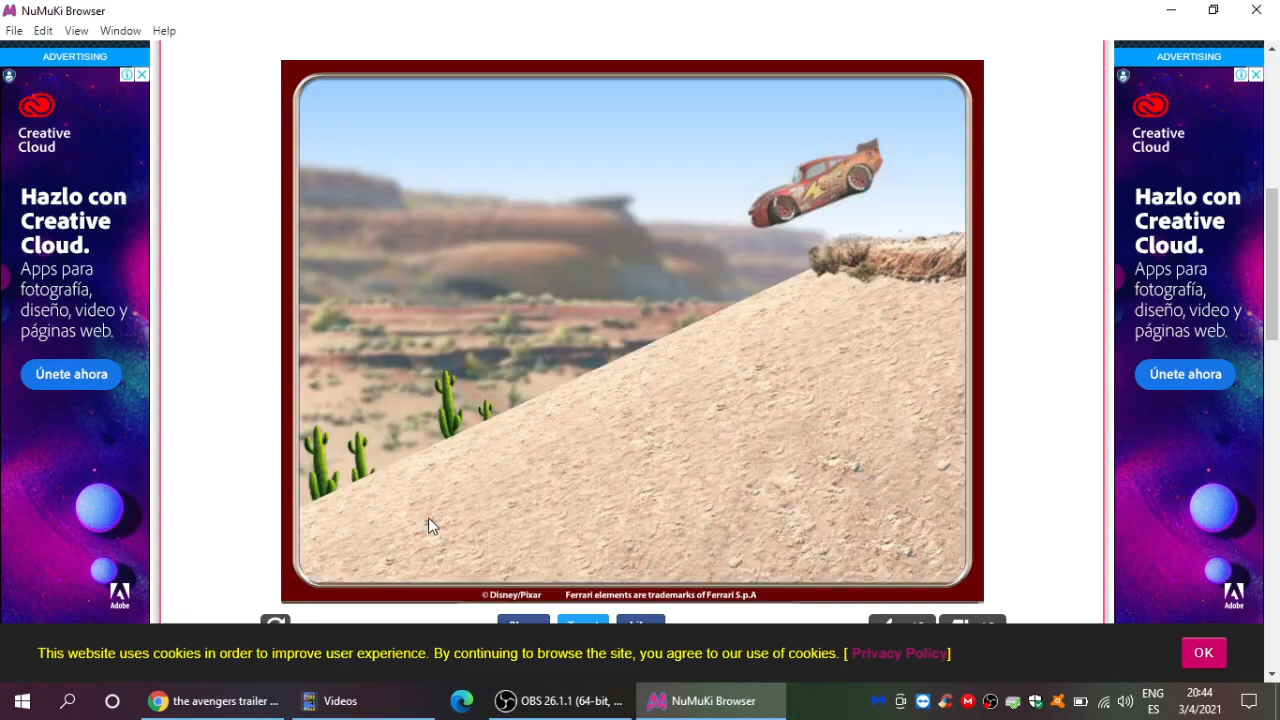 NuMuKi Browser
File Edit View Window Help
ADVERTISING
Creative
Cloud
Hazlo con
Creative
Cloud.
Apps para
fotografía,
diseño, video y
páginas web.
Únete ahora
Adobe
95
© Disney/Pixar Ferrari elements are trademarks of Ferrari S.p.A
ADVERTISING
Creative
Cloud
Hazlo con
Creative
Cloud.
Apps para
fotografía,
diseño, video y
páginas web.
Únete ahora
Adobe
This website uses cookies in order to improve user experience. By continuing to browse the site, you agree to our use of cookies. [ Privacy Policy]
OK
the avengers trailer ...
Videos
OBS 26.1.1 (64-bit, ...
NuMuKi Browser
ENG
ES
20:44
3/4/2021